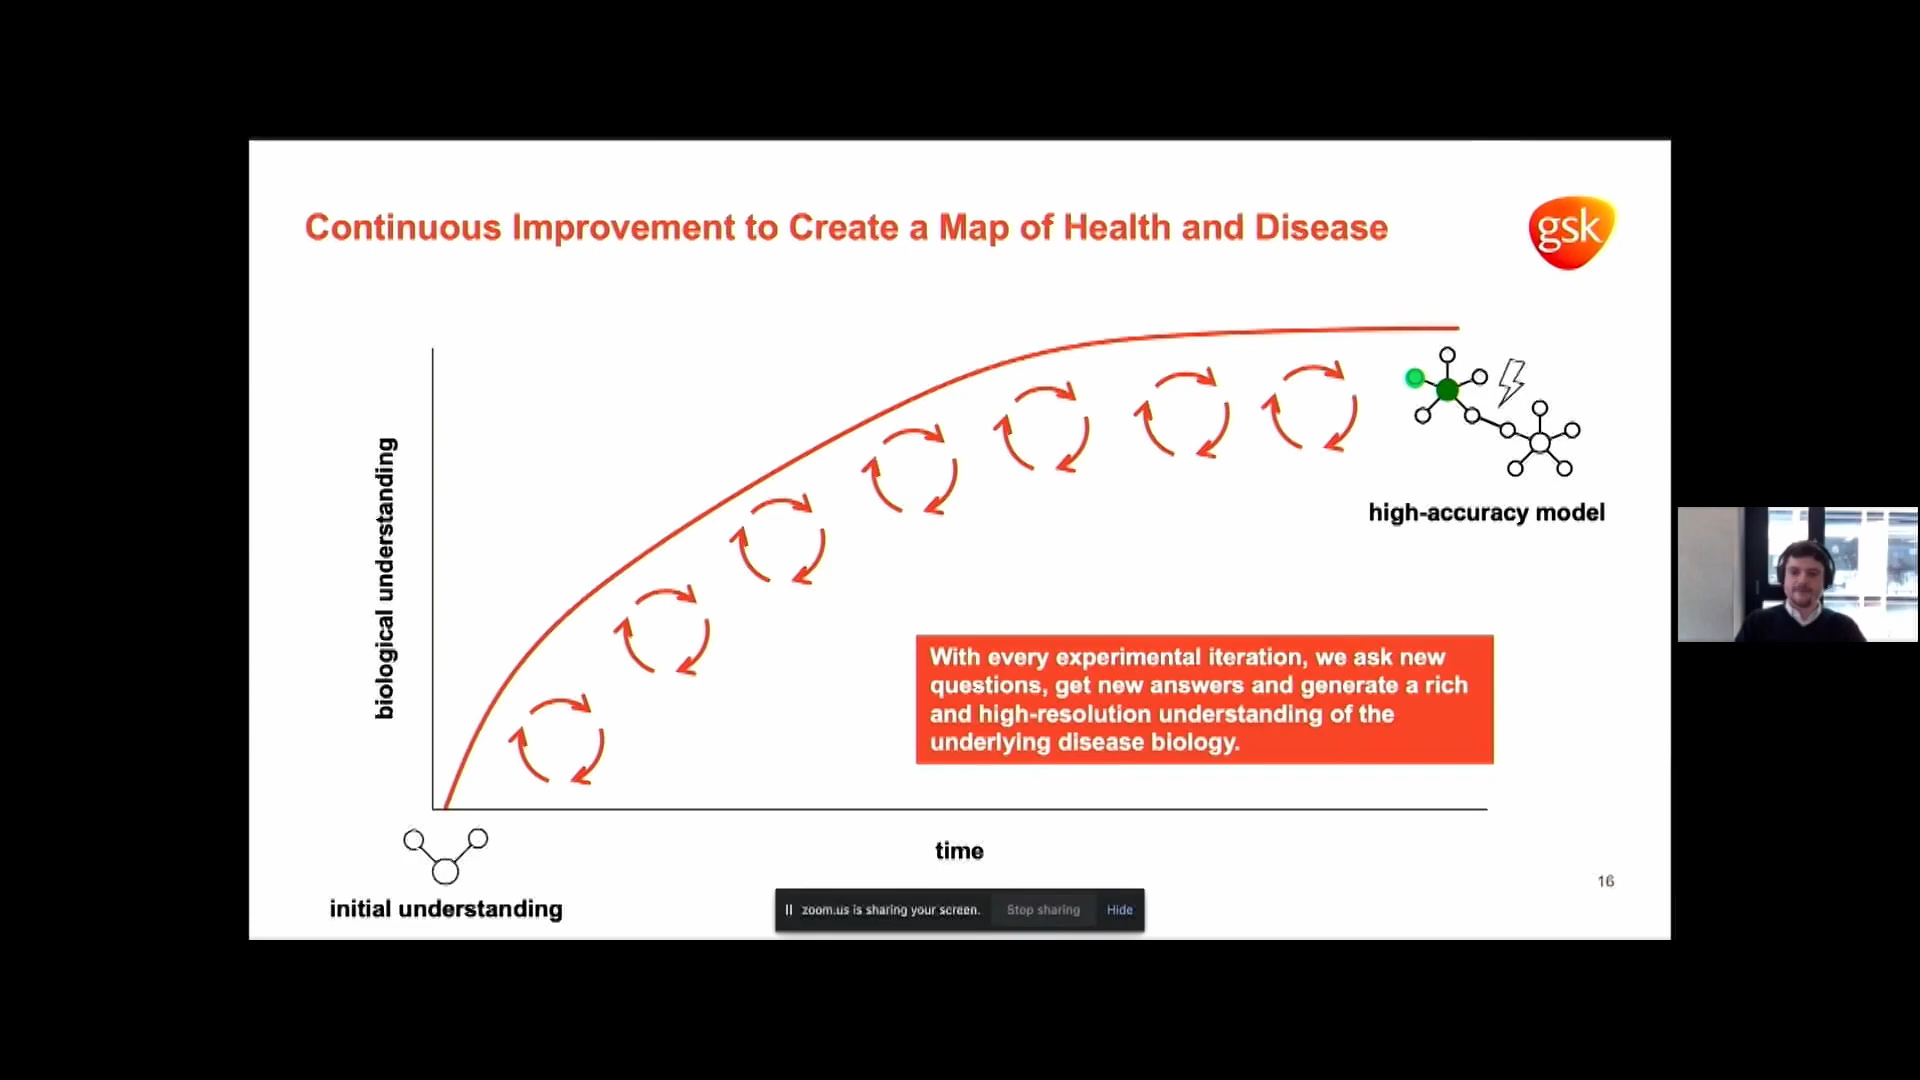 Continuous Improvement to Create a Map of Health and Disease
gsk
biological understanding
high-accuracy model
With every experimental iteration, we ask new
questions, get new answers and generate a rich
and high-resolution understanding of the
underlying disease biology.
time
16
initial understanding
zoom.us is sharing your screen. Stop sharing Hide